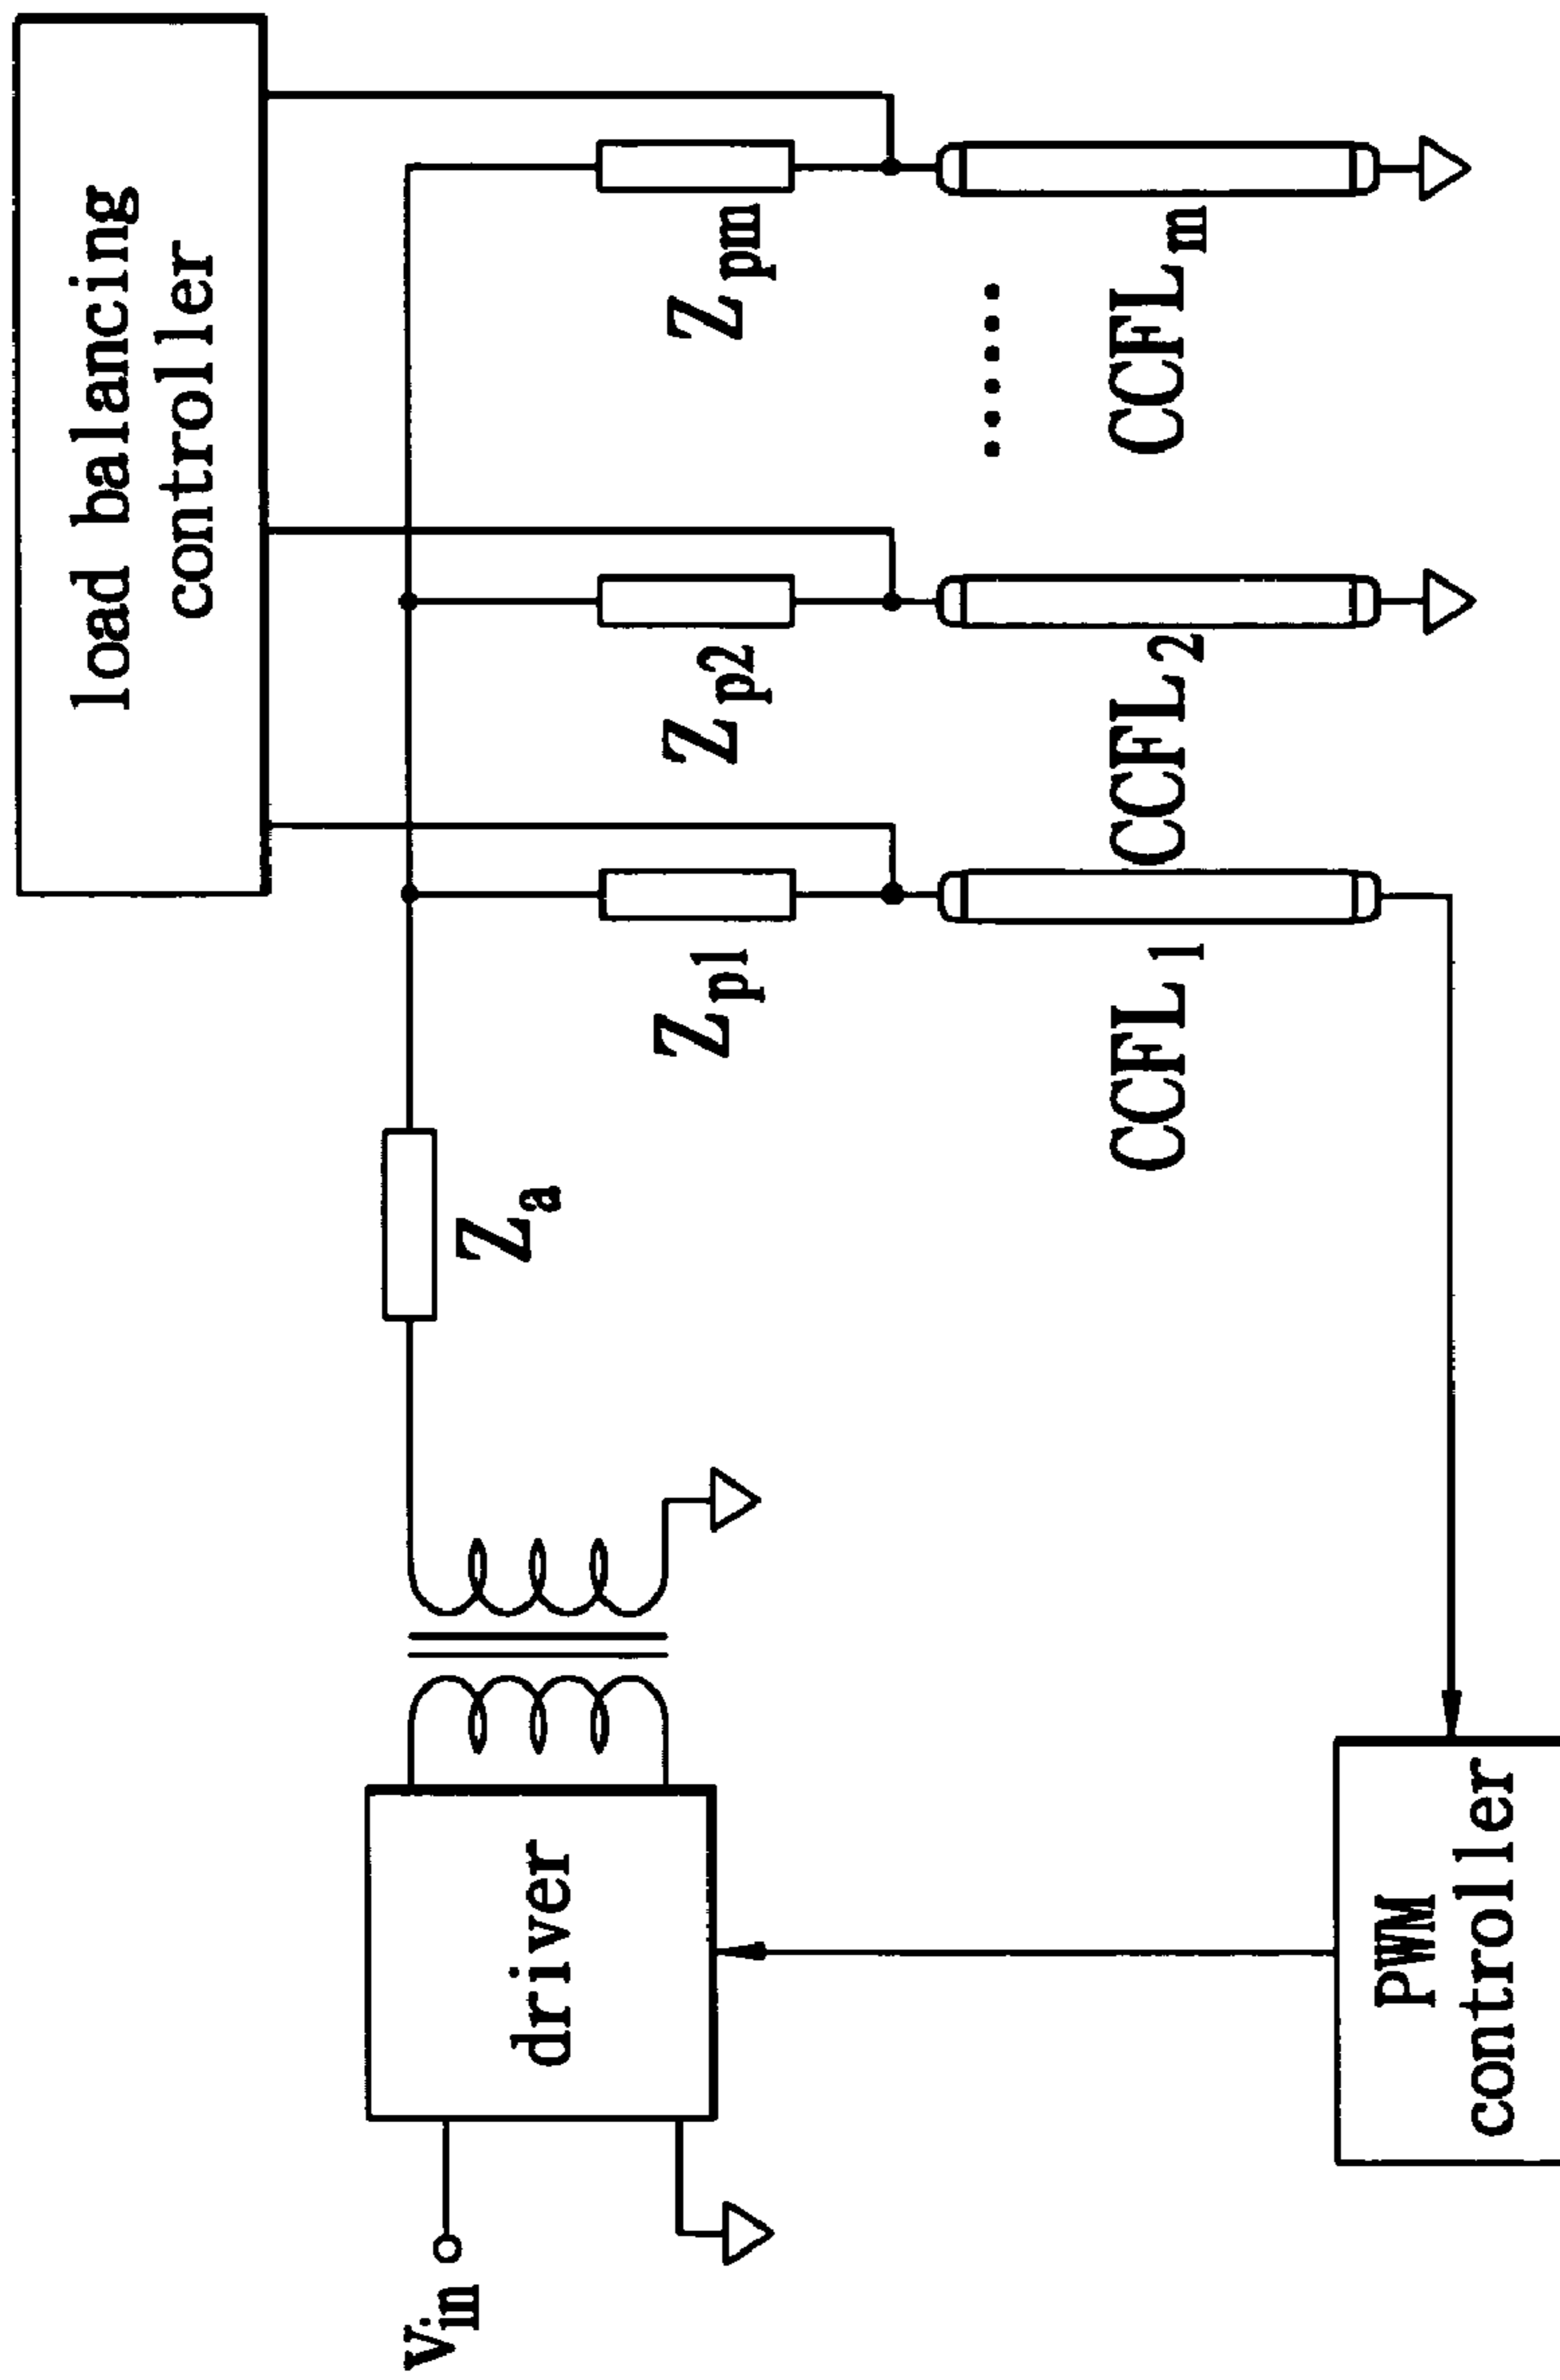 load balancing
controller
Z_a
Z_p1
Z_p2
Z_pm
......
CCFL_1
CCFL_2
CCFL_m
V_in
driver
PWM
controller